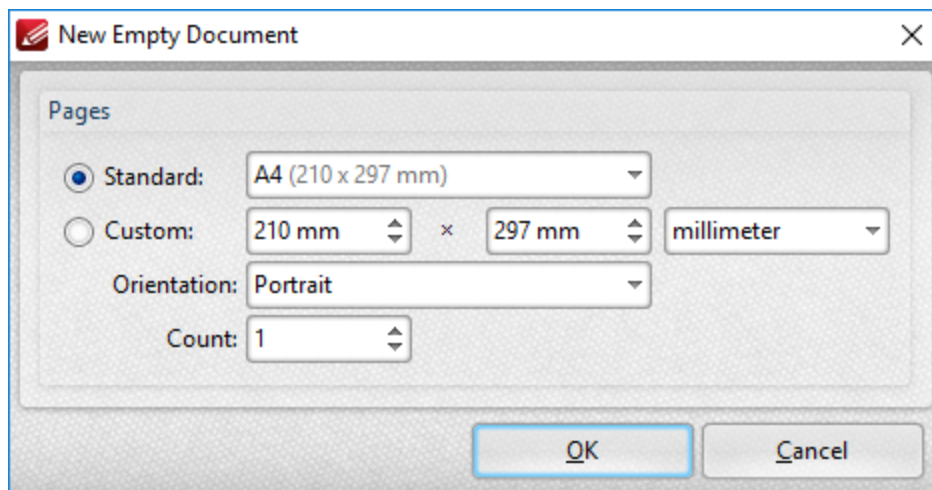 New Empty Document
Pages
Standard: A4 (210 x 297 mm)
Custom: 210 mm × 297 mm millimeter
Orientation: Portrait
Count: 1
OK Cancel